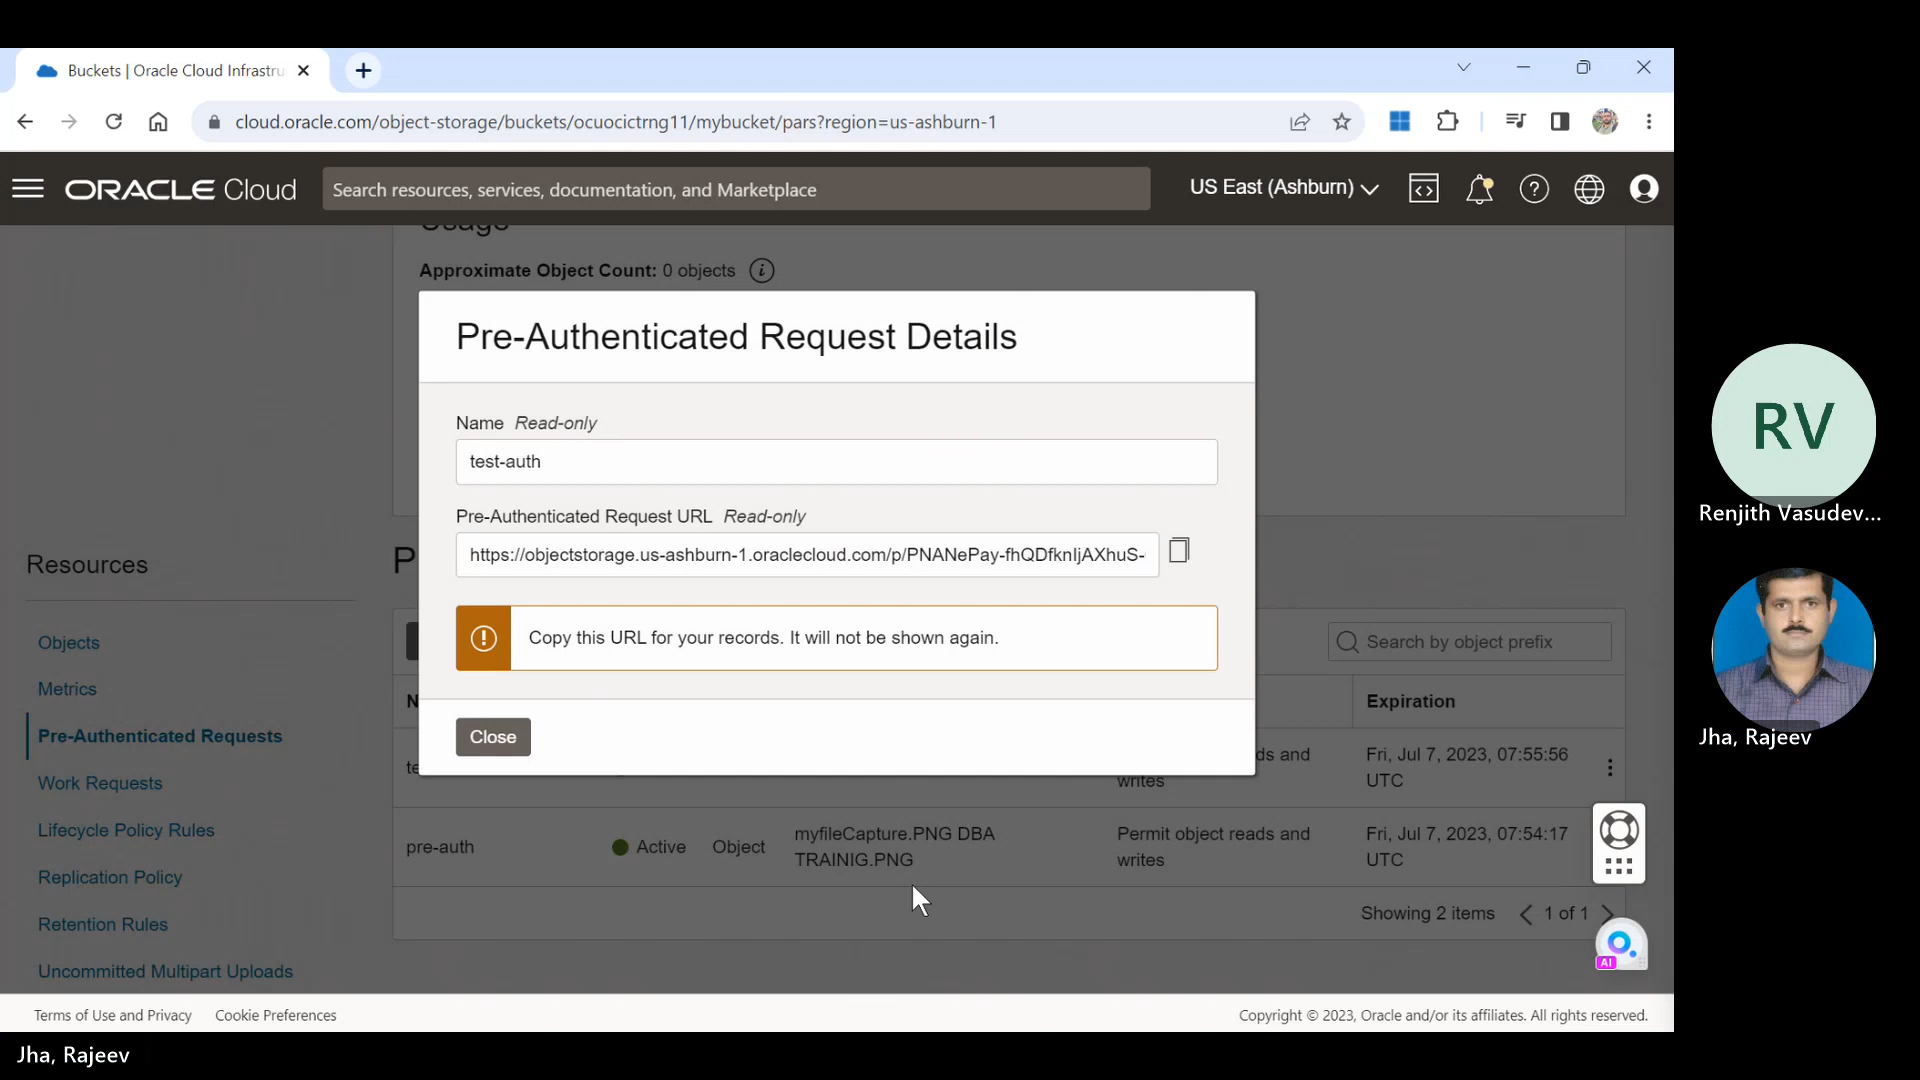 Buckets | Oracle Cloud Infrastru
cloud.oracle.com/object-storage/buckets/ocuocictrng11/mybucket/pars?region=us-ashburn-1
ORACLE Cloud
Search resources, services, documentation, and Marketplace
US East (Ashburn)
Usage
Approximate Object Count: 0 objects
Pre-Authenticated Request Details
Name Read-only
test-auth
Pre-Authenticated Request URL Read-only
https://objectstorage.us-ashburn-1.oraclecloud.com/p/PNANePay-fhQDfknIjAXhuS-
Copy this URL for your records. It will not be shown again.
Close
Resources
Objects
Metrics
Pre-Authenticated Requests
Work Requests
Lifecycle Policy Rules
Replication Policy
Retention Rules
Uncommitted Multipart Uploads
P
Search by object prefix
N
Expiration
te
ds and
writes
Fri, Jul 7, 2023, 07:55:56
UTC
pre-auth
Active
Object
myfileCapture.PNG DBA
TRAINIG.PNG
Permit object reads and
writes
Fri, Jul 7, 2023, 07:54:17
UTC
Showing 2 items
1 of 1
AI
Terms of Use and Privacy
Cookie Preferences
Copyright © 2023, Oracle and/or its affiliates. All rights reserved.
RV
Renjith Vasudev...
Jha, Rajeev
Jha, Rajeev